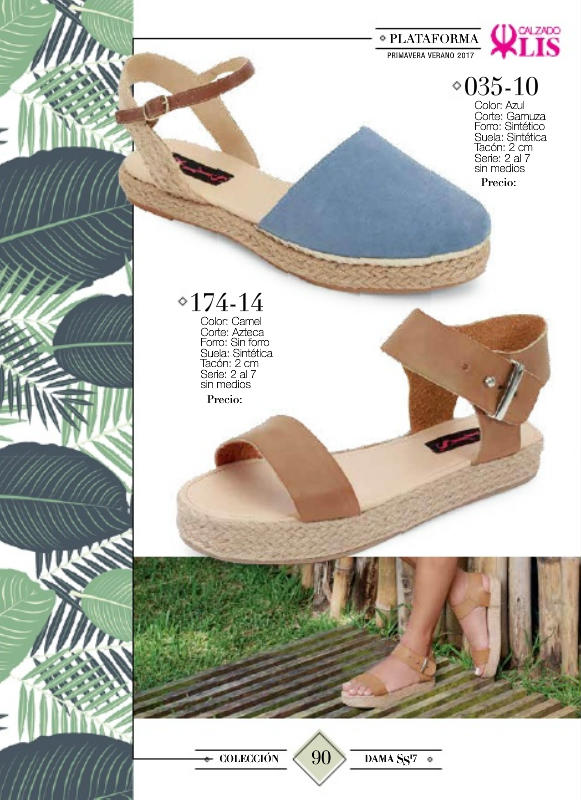 PLATAFORMA
PRIMAVERA VERANO 2017
CALZADO
LIS
035-10
Color: Azul
Corte: Gamuza
Forro: Sintético
Suela: Sintética
Tacón: 2 cm
Serie: 2 al 7
sin medios
Precio:
174-14
Color: Camel
Corte: Azteca
Forro: Sin forro
Suela: Sintética
Tacón: 2 cm
Serie: 2 al 7
sin medios
Precio:
COLECCIÓN
90
DAMA SS'7